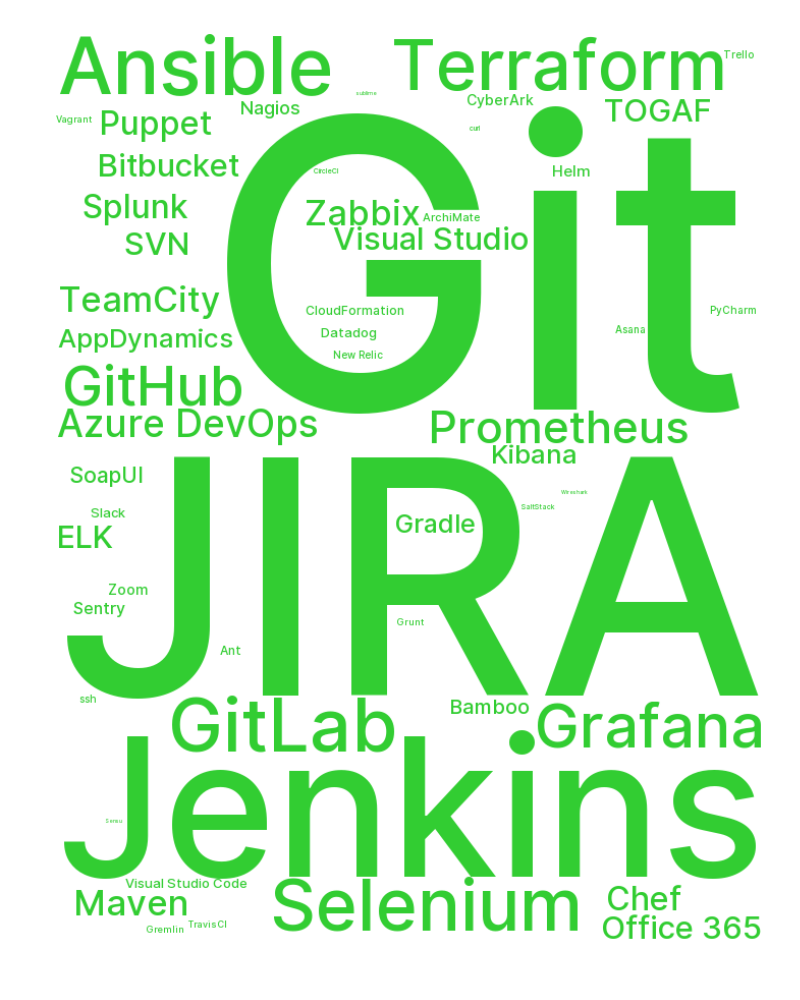 Ansible
Terraform
Trello
sublime
Nagios
CyberArk
TOGAF
Vagrant
Puppet
curl
Git
Bitbucket
CircleCI
Helm
Splunk
Zabbix
ArchiMate
SVN
Visual Studio
TeamCity
CloudFormation
PyCharm
Datadog
Asana
AppDynamics
New Relic
GitHub
Azure DevOps
Prometheus
Kibana
SoapUI
Wireshark
SaltStack
Slack
Gradle
ELK
JIRA
Zoom
Sentry
Grunt
Ant
ssh
Bamboo
GitLab
Grafana
Jenkins
Sensu
Visual Studio Code
Maven
Selenium
Chef
TravisCI
Gremlin
Office 365